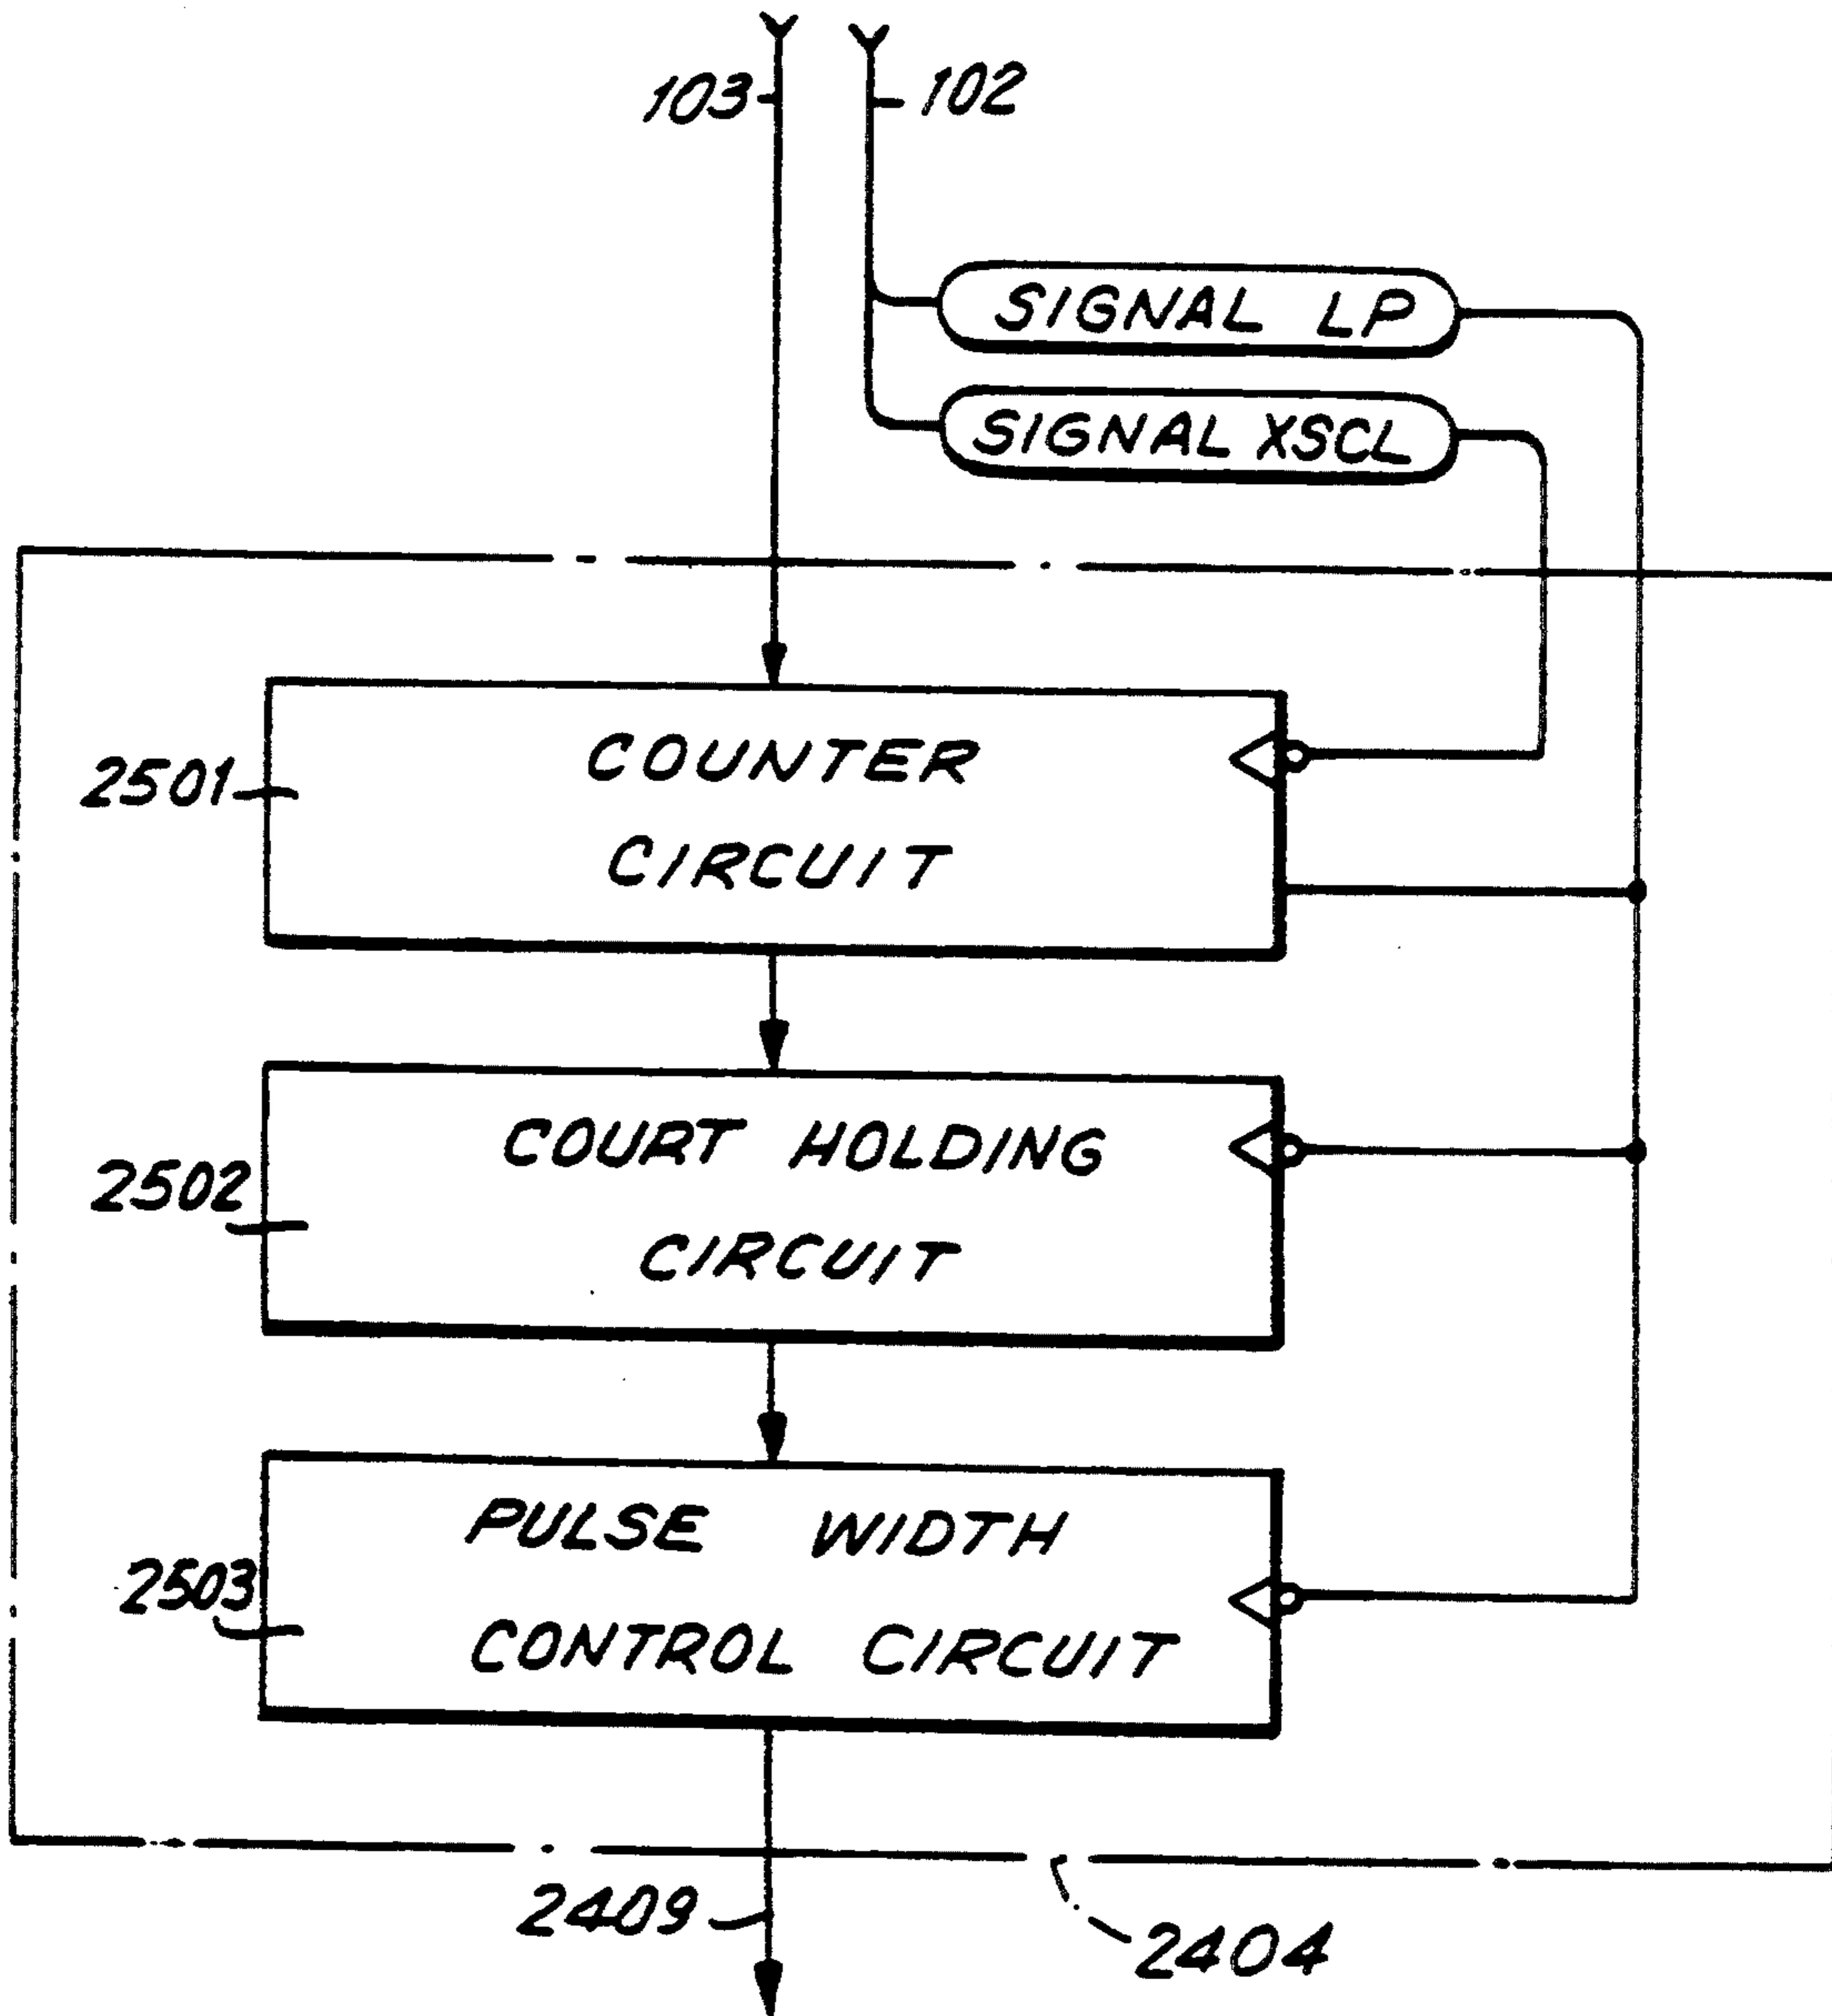 103
102
SIGNAL LP
SIGNAL XSCL
COUNTER
CIRCUIT
2501
COURT HOLDING
CIRCUIT
2502
PULSE WIDTH
CONTROL CIRCUIT
2503
2409
2404